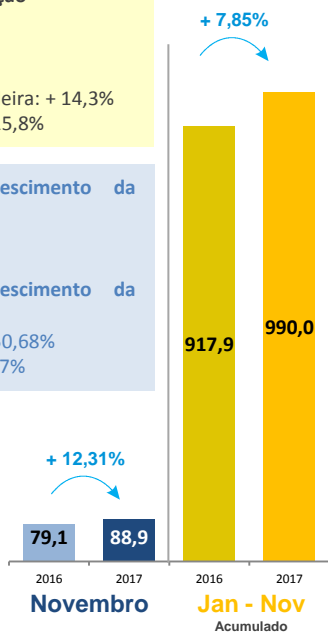 + 7,85%
eira: + 14,3%
5,8%
escimento da
escimento da
0,68%
7%
917,9
990,0
+ 12,31%
79,1
88,9
2016
2017
2016
2017
Novembro
Jan - Nov
Acumulado